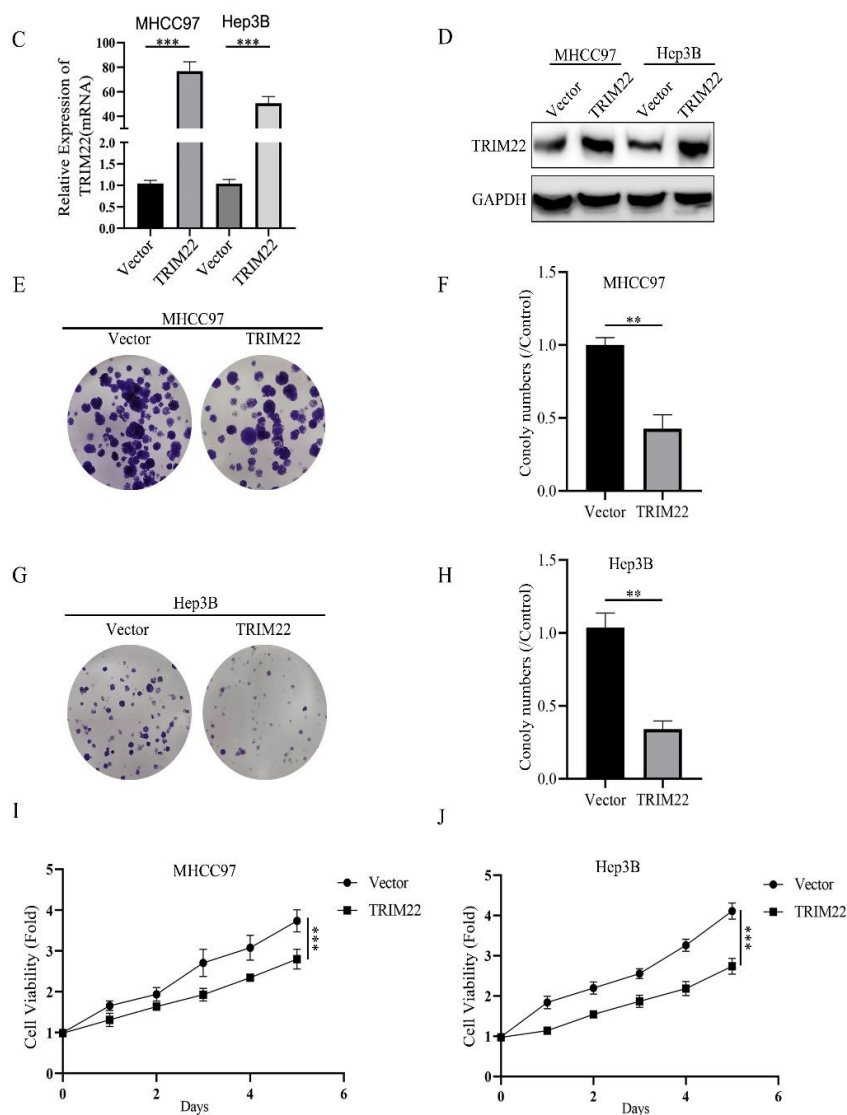 C
MHCC97 Hep3B
*** ***
Relative Expression of
TRIM22(mRNA)
100
80
60
40
20
2.0
1.5
1.0
0.5
0.0
Vector TRIM22 Vector TRIM22
D
MHCC97 Hep3B
Vector TRIM22 Vector TRIM22
TRIM22
GAPDH
E
MHCC97
Vector TRIM22
F
MHCC97
**
Conoly numbers (/Control)
1.5
1.0
0.5
0.0
Vector TRIM22
G
Hep3B
Vector TRIM22
H
Hep3B
**
Conoly numbers (/Control)
1.5
1.0
0.5
0.0
Vector TRIM22
I
MHCC97
Vector
TRIM22
***
Cell Viability (Fold)
5
4
3
2
1
0
0 2 4 6
Days
J
Hep3B
Vector
TRIM22
***
Cell Viability (Fold)
5
4
3
2
1
0
0 2 4 6
Days